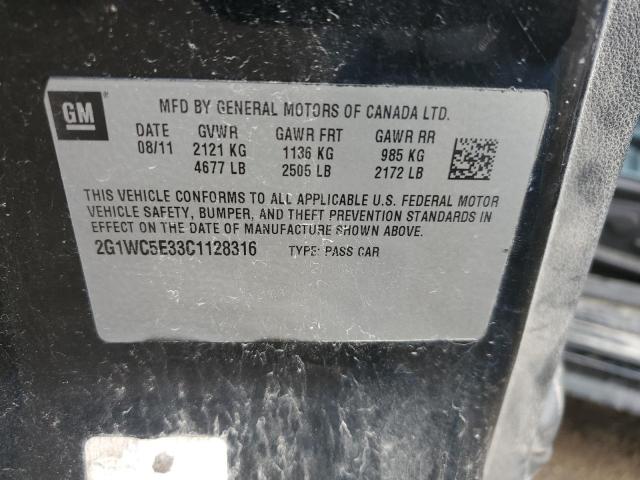 GM
MFD BY GENERAL MOTORS OF CANADA LTD.
DATE GVWR GAWR FRT GAWR RR
08/11 2121 KG 1136 KG 985 KG
4677 LB 2505 LB 2172 LB
THIS VEHICLE CONFORMS TO ALL APPLICABLE U.S. FEDERAL MOTOR
VEHICLE SAFETY, BUMPER, AND THEFT PREVENTION STANDARDS IN
EFFECT ON THE DATE OF MANUFACTURE SHOWN ABOVE.
2G1WC5E33C1128316 TYPE: PASS CAR